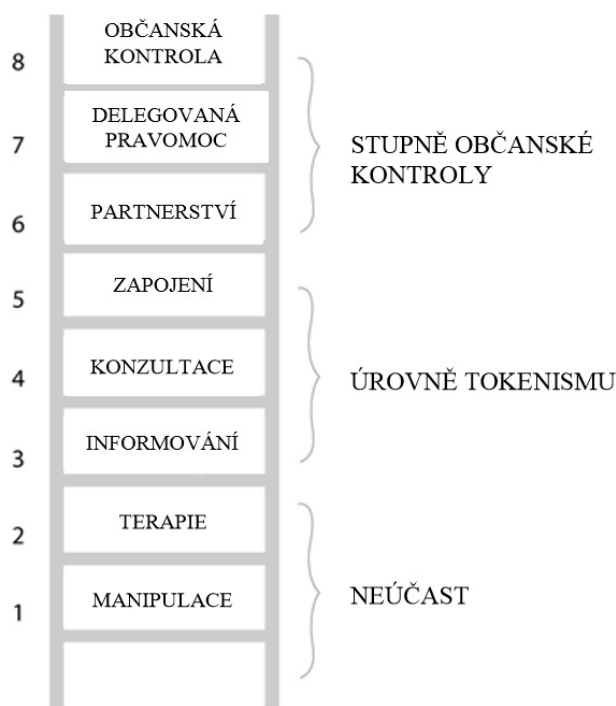 8
OBČANSKÁ
KONTROLA
7
DELEGOVANÁ
PRAVOMOC
STUPNĚ OBČANSKÉ
KONTROLY
6
PARTNERSTVÍ
5
ZAPOJENÍ
4
KONZULTACE
ÚROVNĚ TOKENISMU
3
INFORMOVÁNÍ
2
TERAPIE
1
MANIPULACE
NEÚČAST